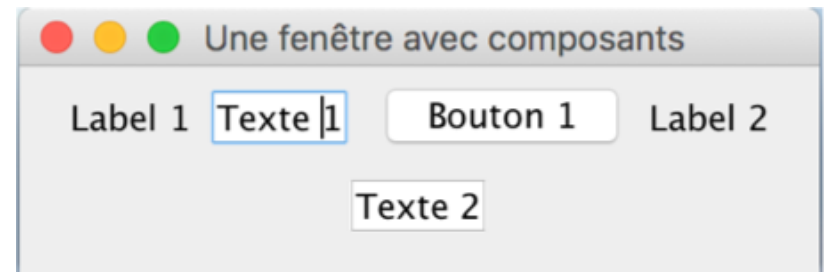 Une fenêtre avec composants
Label 1 Texte 1 Bouton 1 Label 2
Texte 2